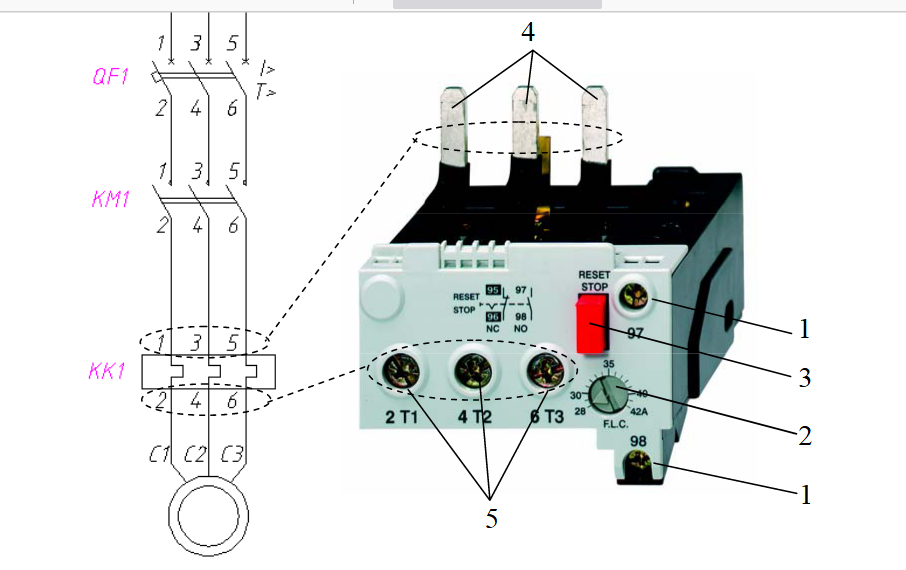 1 3 5
QF1
I>
T>
2 4 6
1 3 5
KM1
2 4 6
1 3 5
KK1
2 4 6
C1 C2 C3
4
RESET
STOP
95 97
RESET
STOP
96 98
NC NO
97
1
3
35
30 40
28 42A
F.L.C.
2
2 T1 4 T2 6 T3
98
1
5